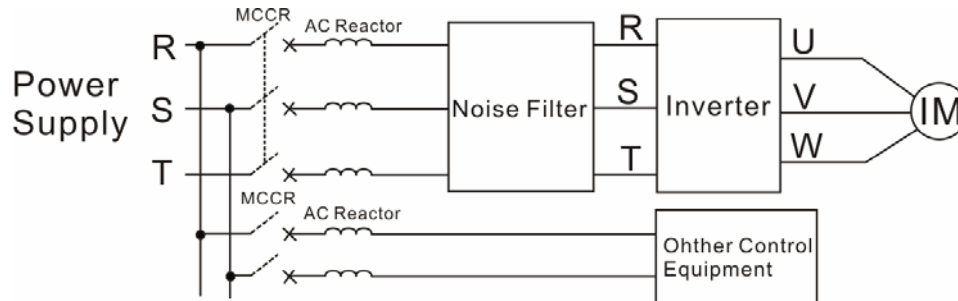 MCCR
AC Reactor
R
R
U
Power
Supply
S
Noise Filter
S
Inverter
V
IM
T
T
W
MCCR
AC Reactor
Ohther Control
Equipment